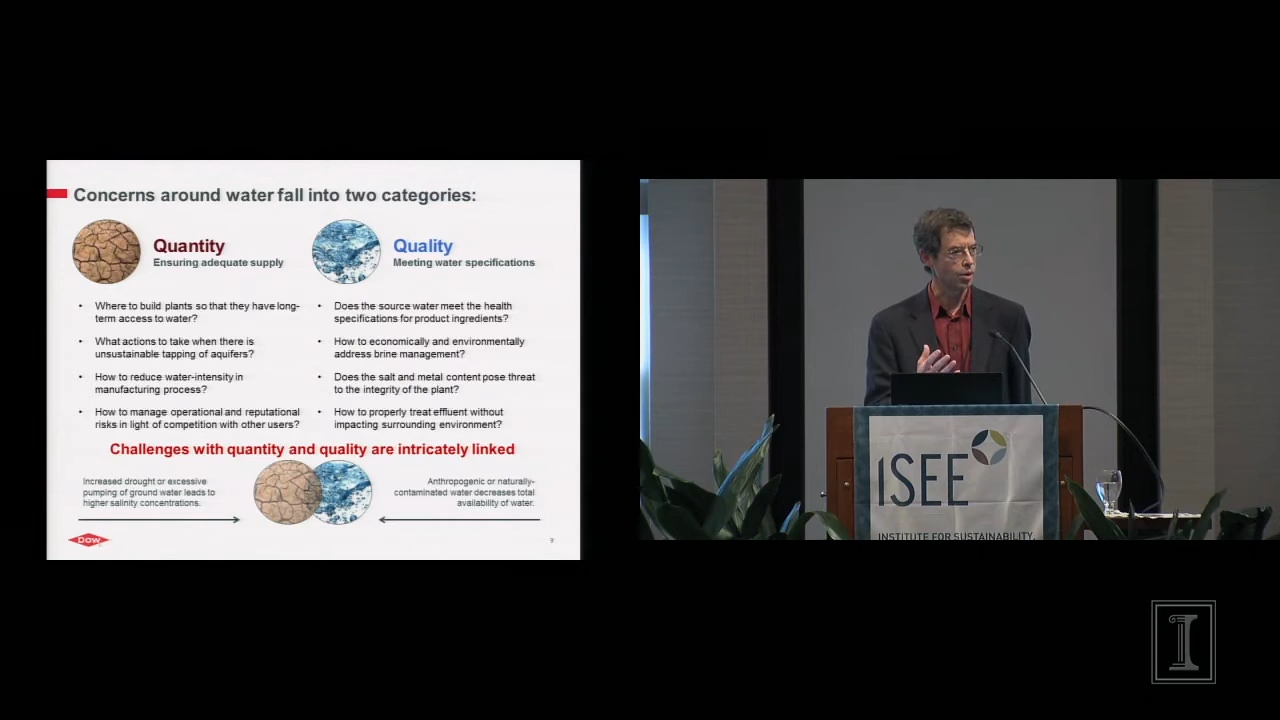 Concerns around water fall into two categories:
Quantity
Ensuring adequate supply
• Where to build plants so that they have long-
term access to water?
• What actions to take when there is
unsustainable tapping of aquifers?
• How to reduce water-intensity in
manufacturing process?
• How to manage operational and reputational
risks in light of competition with other users?
Quality
Meeting water specifications
• Does the source water meet the health
specifications for product ingredients?
• How to economically and environmentally
address brine management?
• Does the salt and metal content pose threat
to the integrity of the plant?
• How to properly treat effluent without
impacting surrounding environment?
Challenges with quantity and quality are intricately linked
Increased drought or excessive
pumping of ground water leads to
higher salinity concentrations.
Anthropogenic or naturally-
contaminated water decreases total
availability of water.
Dow
9
ISEE
INSTITUTE FOR SUSTAINABILITY,
I